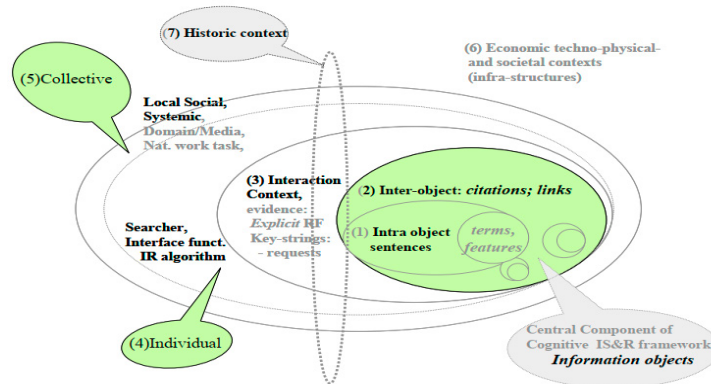 (7) Historic context
(6) Economic techno-physical-
and societal contexts
(infra-structures)
(5)Collective
Local Social,
Systemic,
Domain/Media,
Nat. work task,
(3) Interaction
Context,
evidence:
Explicit RF
Key-strings:
- requests
(2) Inter-object: citations; links
(1) Intra object
sentences
terms,
features
Searcher,
Interface funct.
IR algorithm
(4)Individual
Central Component of
Cognitive IS&R framework
Information objects